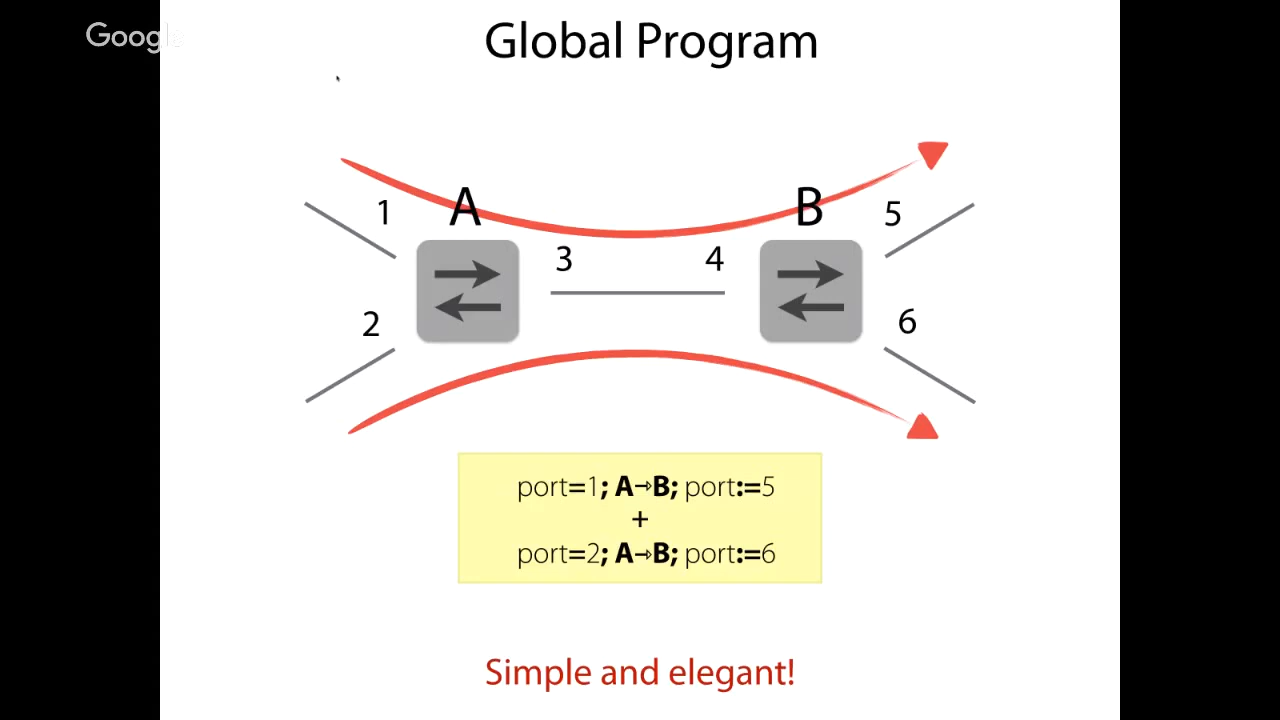 Google
Global Program
1
A
B
5
3
4
2
6
port=1; A→B; port:=5
+
port=2; A→B; port:=6
Simple and elegant!